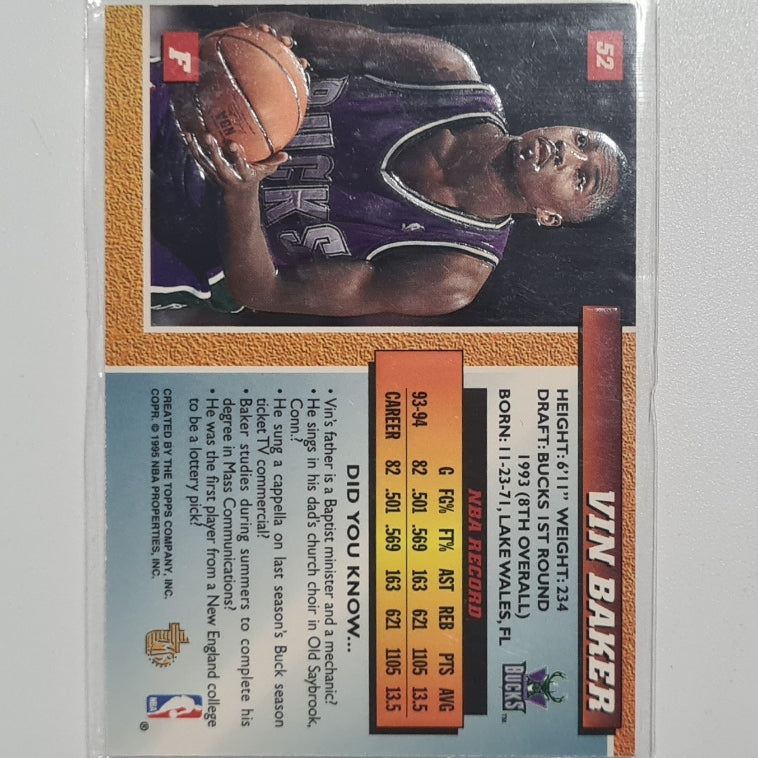 52
F
BUCKS
NBA
VIN BAKER
HEIGHT: 6'11" WEIGHT: 234
DRAFT: BUCKS 1ST ROUND
1993 (8TH OVERALL)
BORN: 11-23-71, LAKE WALES, FL
BUCKS TM
NBA RECORD
G FG% FT% AST REB PTS AVG
93-94 82 .501 .569 163 621 1105 13.5
CAREER 82 .501 .569 163 621 1105 13.5
DID YOU KNOW...
• Vin's father is a Baptist minister and a mechanic?
• He sings in his dad's church choir in Old Saybrook,
Conn.?
• He sung a cappella on last season's Buck season
ticket TV commercial?
• Baker studies during summers to complete his
degree in Mass Communications?
• He was the first player from a New England college
to be a lottery pick?
CREATED BY THE TOPPS COMPANY, INC.
COPR. © 1995 NBA PROPERTIES, INC.
NBA ®